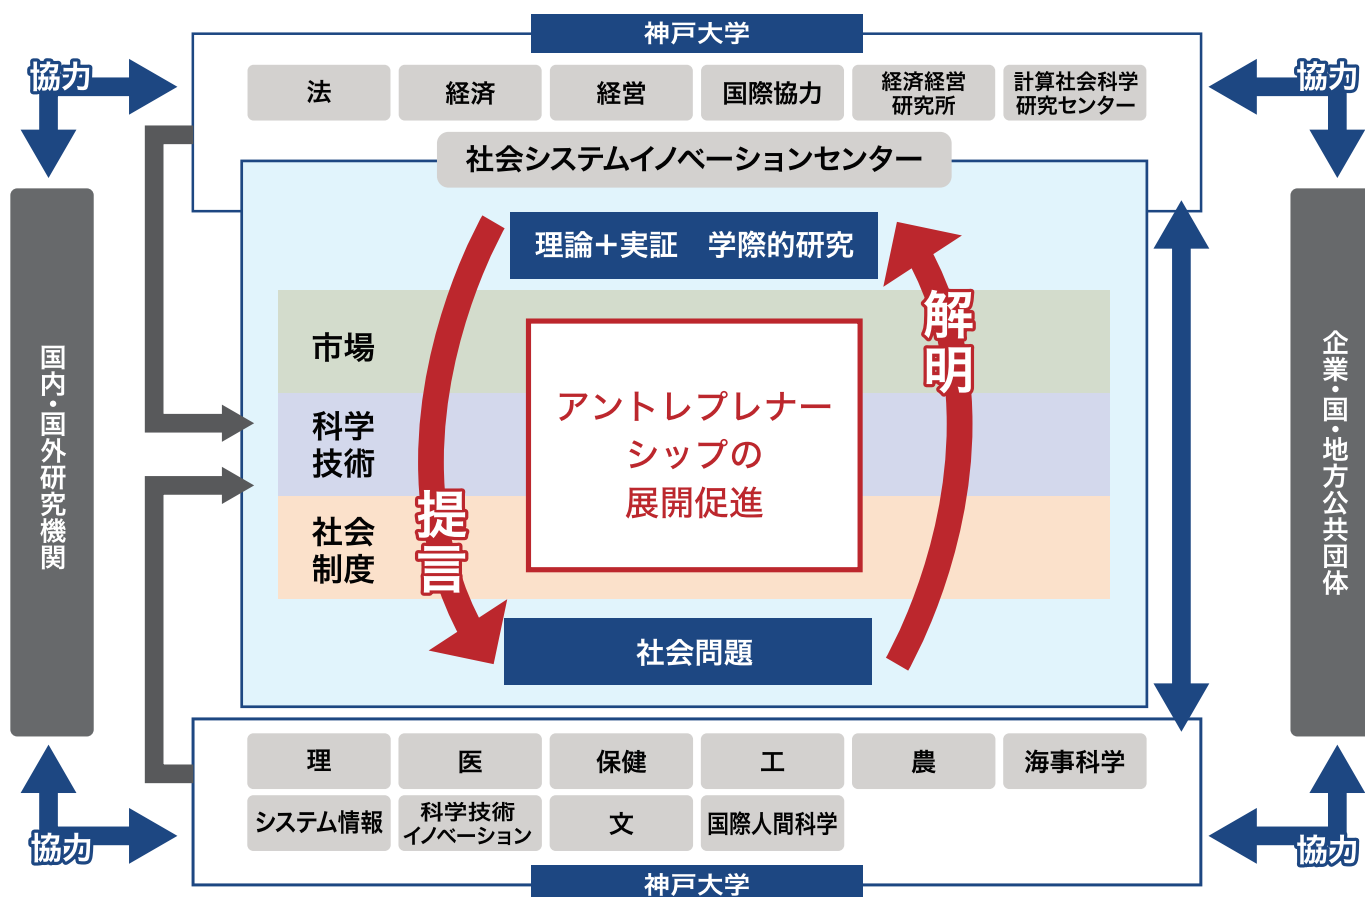 神戸大学
協力
法
経済
経営
国際協力
経済経営
研究所
計算社会科学
研究センター
協力
社会システムイノベーションセンター
理論+実証　学際的研究
国内・国外研究機関
市場
科学
技術
社会
制度
提言
アントレプレナー
シップの
展開促進
解明
企業・国・地方公共団体
社会問題
理
医
保健
工
農
海事科学
システム情報
科学技術
イノベーション
文
国際人間科学
協力
協力
神戸大学